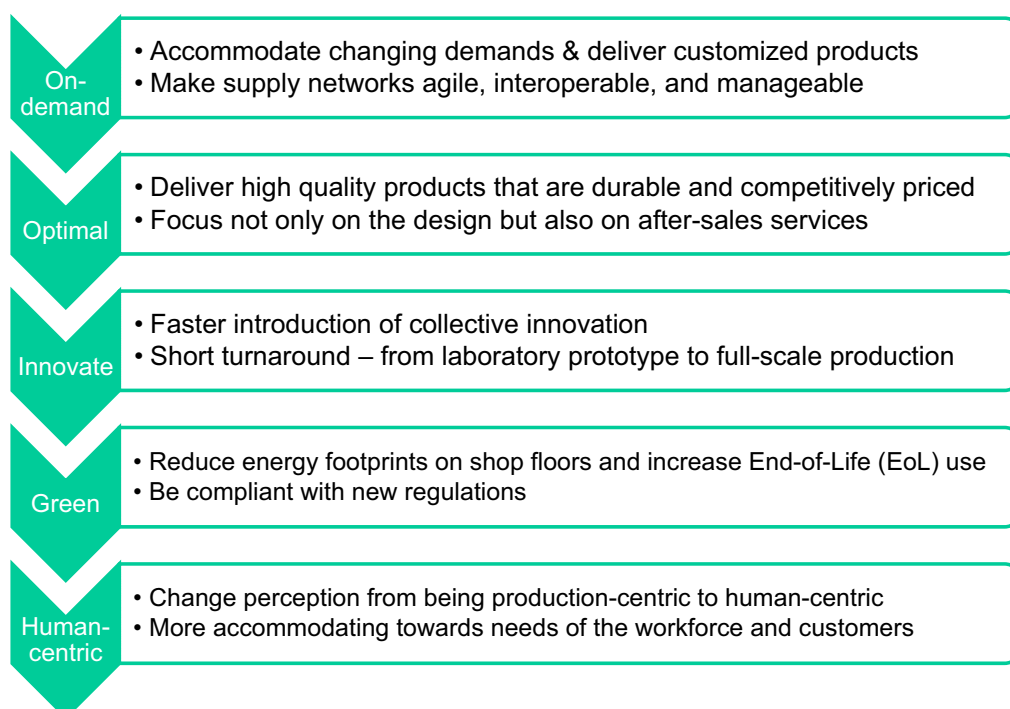 On-
demand
• Accommodate changing demands & deliver customized products
• Make supply networks agile, interoperable, and manageable
Optimal
• Deliver high quality products that are durable and competitively priced
• Focus not only on the design but also on after-sales services
Innovate
• Faster introduction of collective innovation
• Short turnaround – from laboratory prototype to full-scale production
Green
• Reduce energy footprints on shop floors and increase End-of-Life (EoL) use
• Be compliant with new regulations
Human-
centric
• Change perception from being production-centric to human-centric
• More accommodating towards needs of the workforce and customers